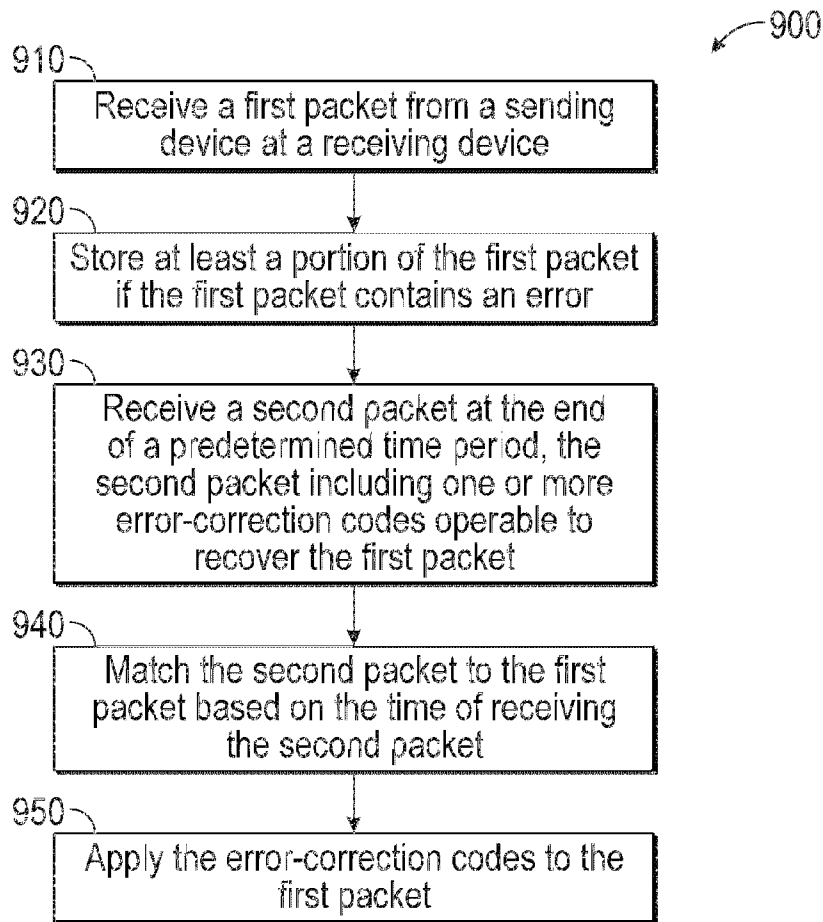 900
910
Receive a first packet from a sending
device at a receiving device
920
Store at least a portion of the first packet
if the first packet contains an error
930
Receive a second packet at the end
of a predetermined time period, the
second packet including one or more
error-correction codes operable to
recover the first packet
940
Match the second packet to the first
packet based on the time of receiving
the second packet
950
Apply the error-correction codes to the
first packet